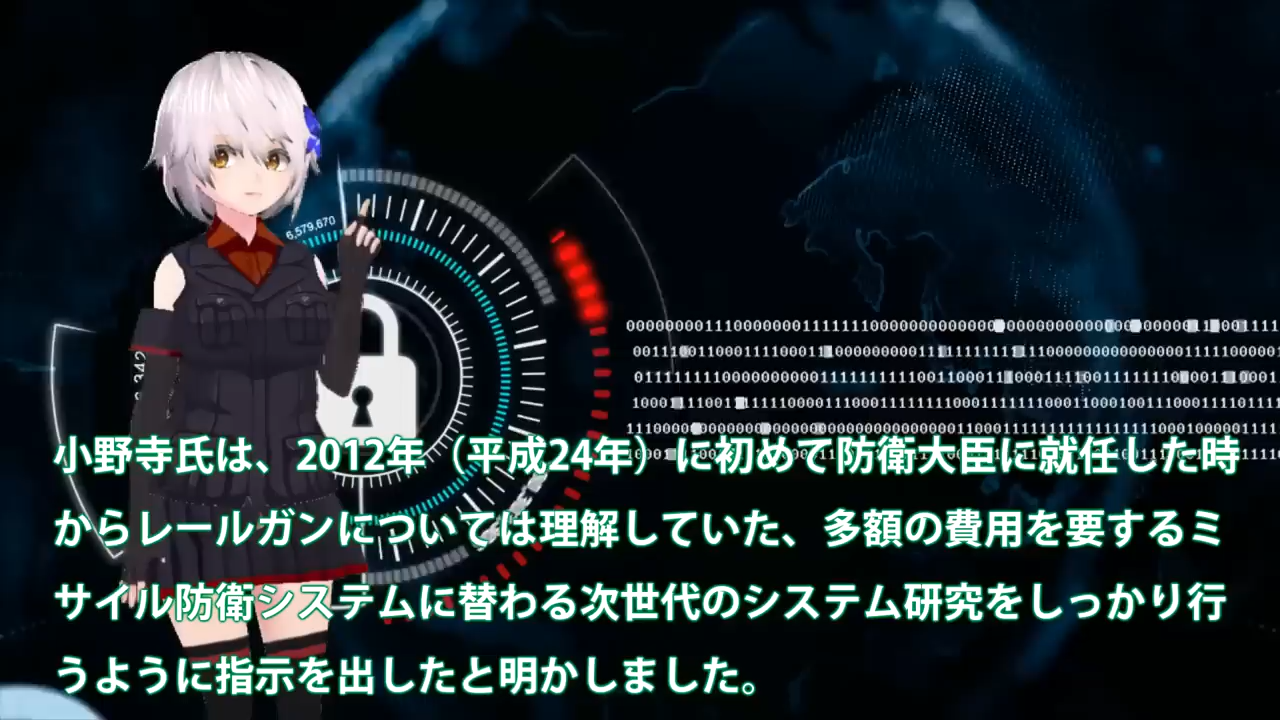 6,579,670
342
小野寺氏は、2012年（平成24年）に初めて防衛大臣に就任した時
からレールガンについては理解していた、多額の費用を要するミ
サイル防衛システムに替わる次世代のシステム研究をしっかり行
うように指示を出したと明かしました。